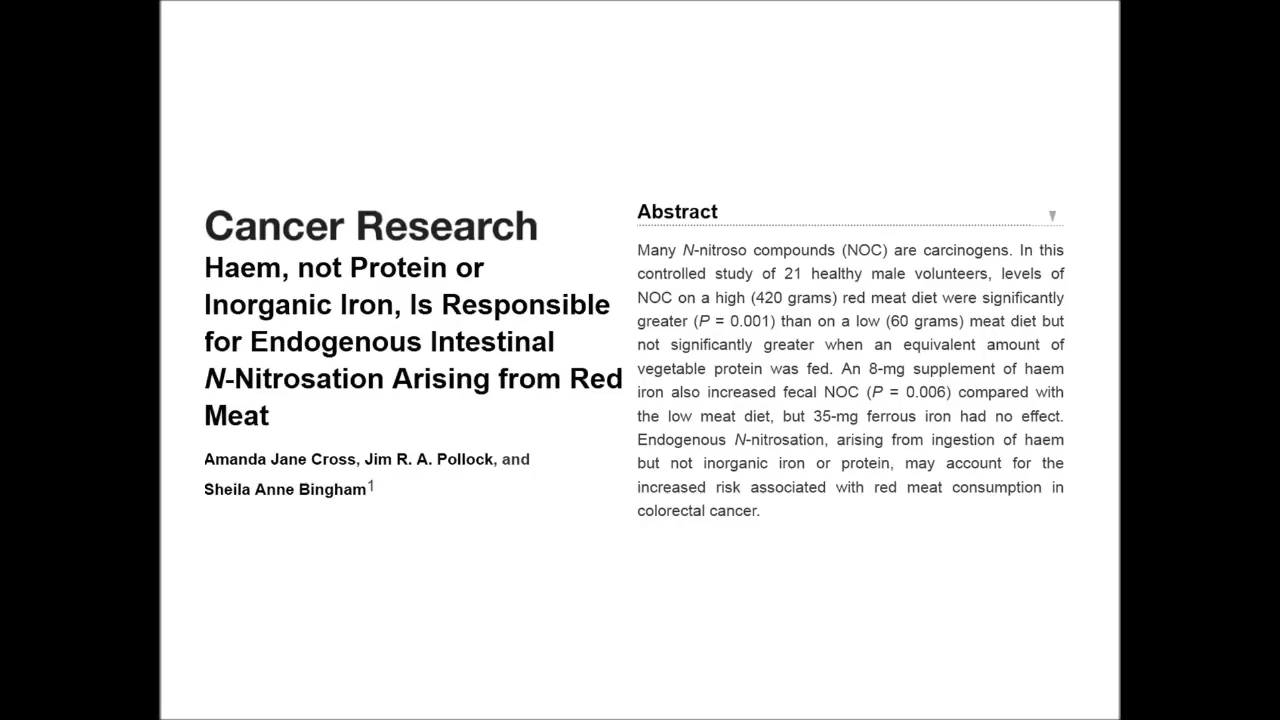 Cancer Research
Haem, not Protein or
Inorganic Iron, Is Responsible
for Endogenous Intestinal
N-Nitrosation Arising from Red
Meat
Amanda Jane Cross, Jim R. A. Pollock, and
Sheila Anne Bingham1
Abstract
Many N-nitroso compounds (NOC) are carcinogens. In this
controlled study of 21 healthy male volunteers, levels of
NOC on a high (420 grams) red meat diet were significantly
greater (P = 0.001) than on a low (60 grams) meat diet but
not significantly greater when an equivalent amount of
vegetable protein was fed. An 8-mg supplement of haem
iron also increased fecal NOC (P = 0.006) compared with
the low meat diet, but 35-mg ferrous iron had no effect.
Endogenous N-nitrosation, arising from ingestion of haem
but not inorganic iron or protein, may account for the
increased risk associated with red meat consumption in
colorectal cancer.